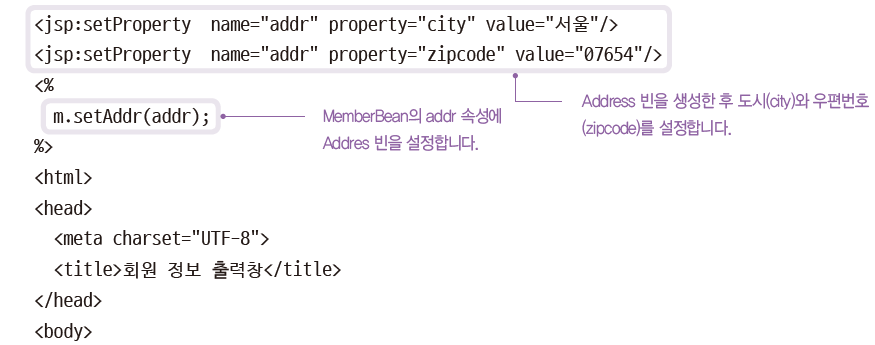 <jsp:setProperty  name="addr" property="city" value="서울"/>
<jsp:setProperty  name="addr" property="zipcode" value="07654"/>
<%
m.setAddr(addr);
MemberBean의 addr 속성에
Addres 빈을 설정합니다.
Address 빈을 생성한 후 도시(city)와 우편번호
(zipcode)를 설정합니다.
%>
<html>
<head>
<meta charset="UTF-8">
<title>회원 정보 출력창</title>
</head>
<body>